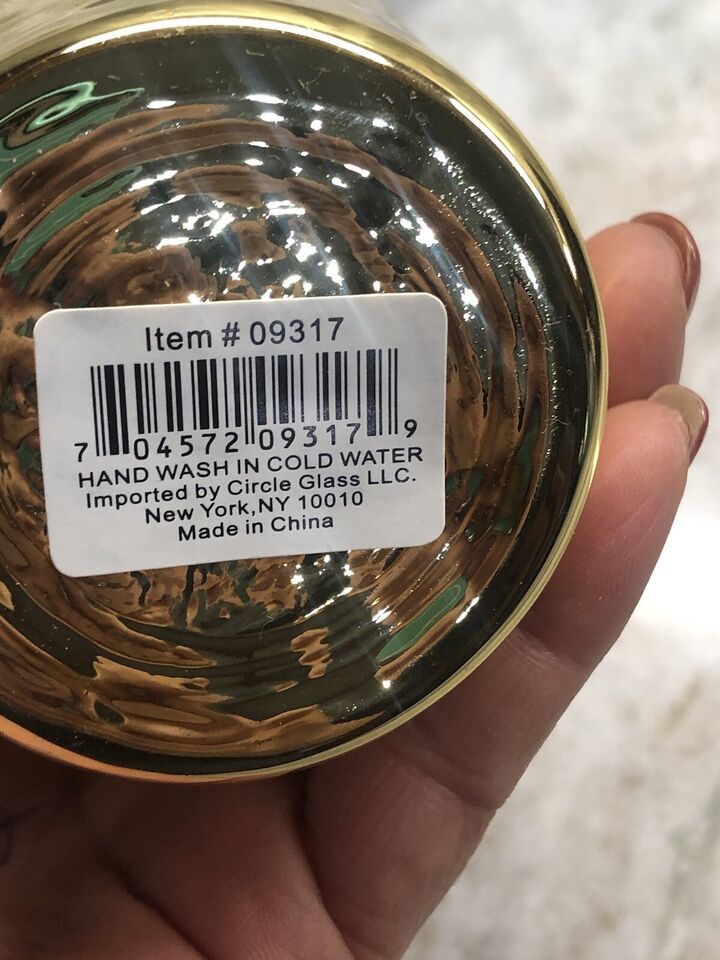 Item # 09317
7 04572 09317 9
HAND WASH IN COLD WATER
Imported by Circle Glass LLC.
New York,NY 10010
Made in China